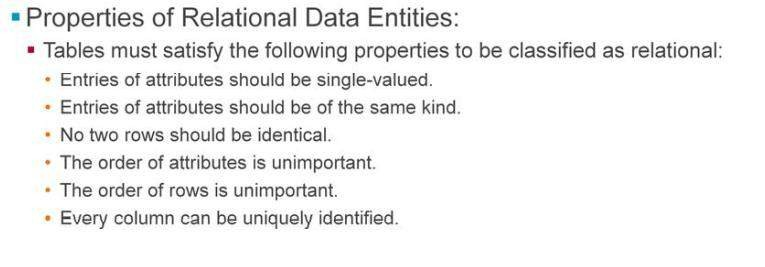 Properties of Relational Data Entities:
Tables must satisfy the following properties to be classified as relational:
Entries of attributes should be single-valued.
Entries of attributes should be of the same kind.
No two rows should be identical.
The order of attributes is unimportant.
The order of rows is unimportant.
Every column can be uniquely identified.